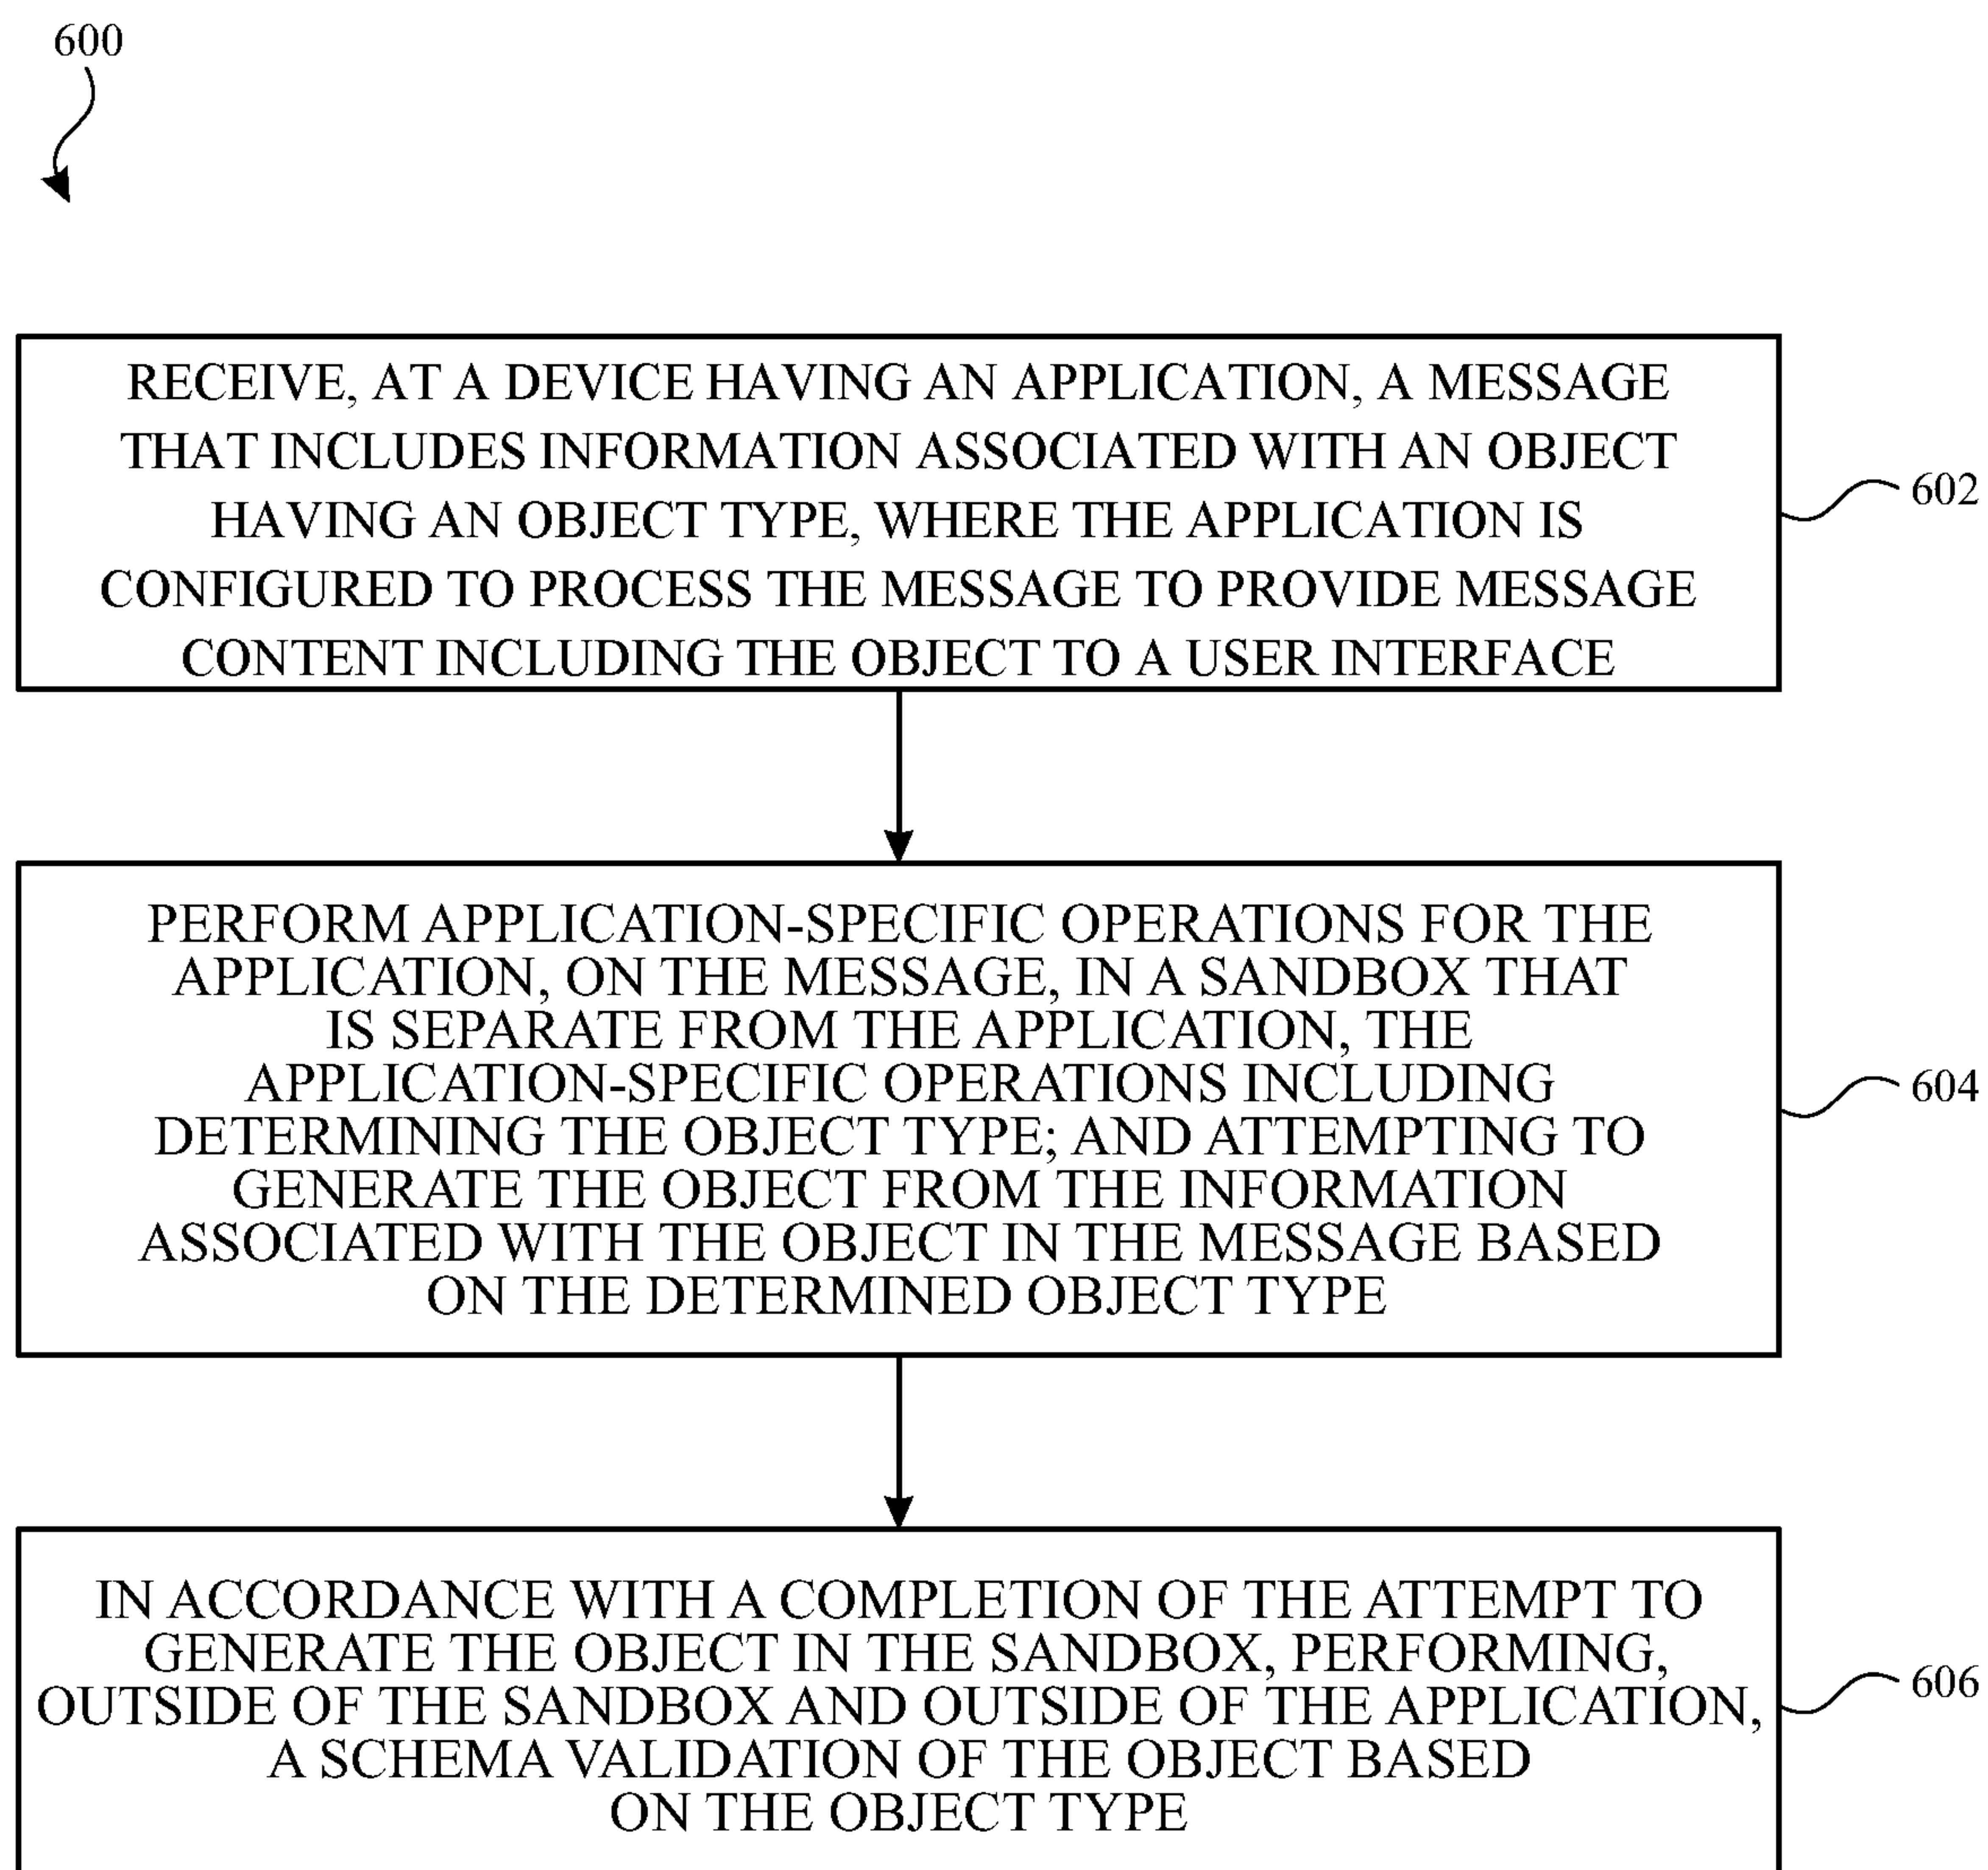 600
RECEIVE, AT A DEVICE HAVING AN APPLICATION, A MESSAGE
THAT INCLUDES INFORMATION ASSOCIATED WITH AN OBJECT
HAVING AN OBJECT TYPE, WHERE THE APPLICATION IS
CONFIGURED TO PROCESS THE MESSAGE TO PROVIDE MESSAGE
CONTENT INCLUDING THE OBJECT TO A USER INTERFACE
602
PERFORM APPLICATION-SPECIFIC OPERATIONS FOR THE
APPLICATION, ON THE MESSAGE, IN A SANDBOX THAT
IS SEPARATE FROM THE APPLICATION, THE
APPLICATION-SPECIFIC OPERATIONS INCLUDING
DETERMINING THE OBJECT TYPE; AND ATTEMPTING TO
GENERATE THE OBJECT FROM THE INFORMATION
ASSOCIATED WITH THE OBJECT IN THE MESSAGE BASED
ON THE DETERMINED OBJECT TYPE
604
IN ACCORDANCE WITH A COMPLETION OF THE ATTEMPT TO
GENERATE THE OBJECT IN THE SANDBOX, PERFORMING,
OUTSIDE OF THE SANDBOX AND OUTSIDE OF THE APPLICATION,
A SCHEMA VALIDATION OF THE OBJECT BASED
ON THE OBJECT TYPE
606